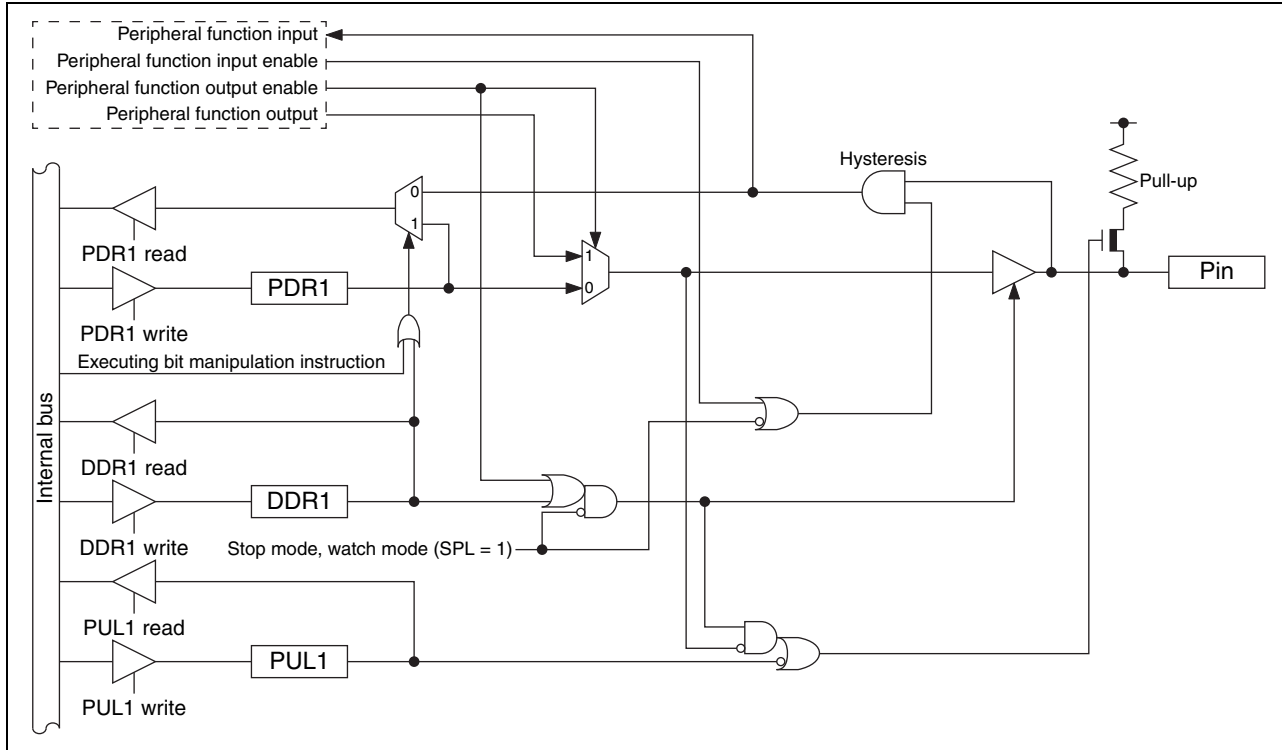 Peripheral function input
Peripheral function input enable
Peripheral function output enable
Peripheral function output
Hysteresis
Pull-up
0
1
PDR1 read
1
0
Pin
PDR1
PDR1 write
Executing bit manipulation instruction
Internal bus
DDR1 read
DDR1
DDR1 write
Stop mode, watch mode (SPL = 1)
PUL1 read
PUL1
PUL1 write